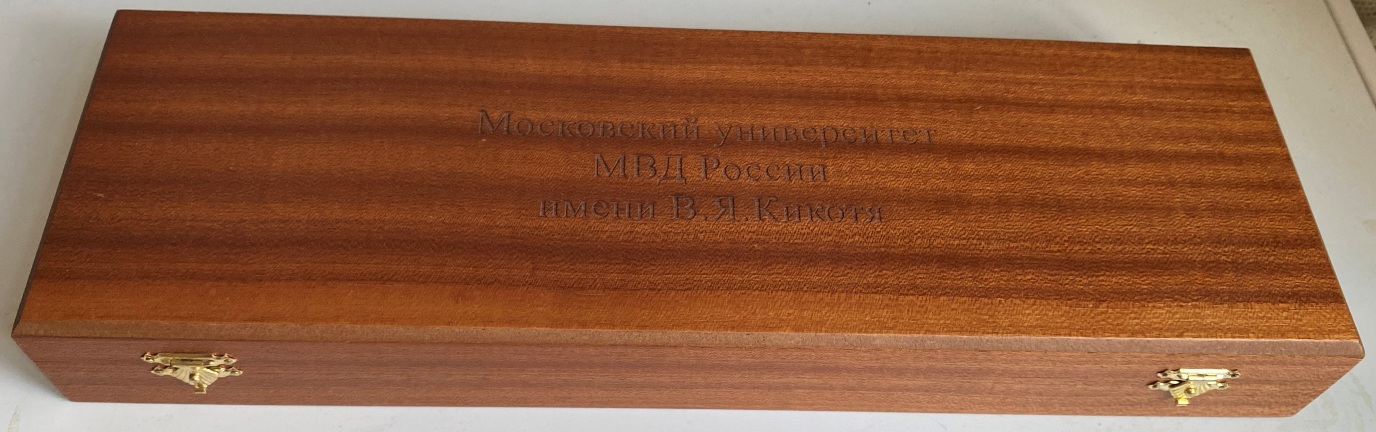 Московский университет
МВД России
имени В.Я.Кикотя